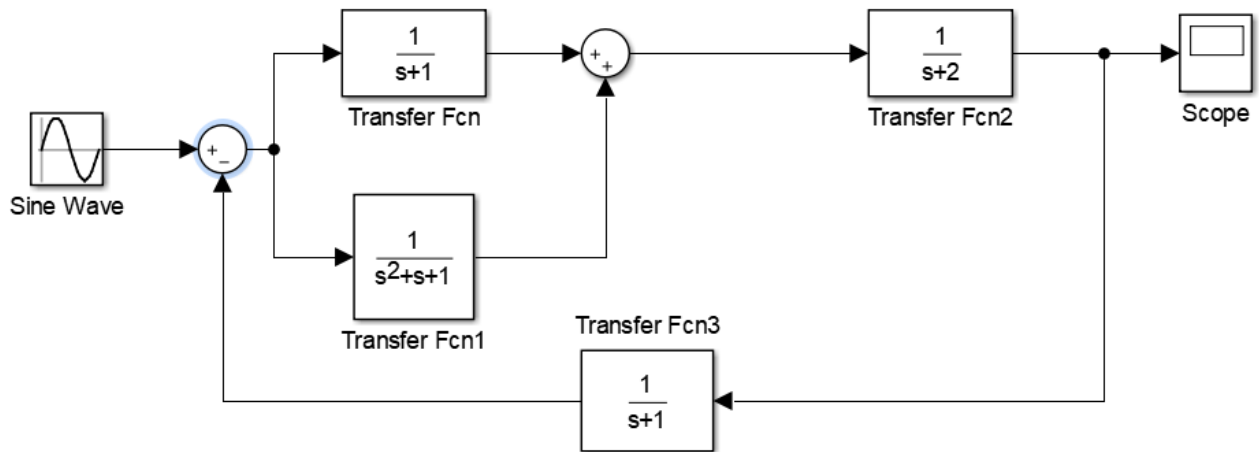 1
s+1
Transfer Fcn
+
+
1
s+2
Transfer Fcn2
Scope
Sine Wave
+
−
1
s²+s+1
Transfer Fcn1
Transfer Fcn3
1
s+1